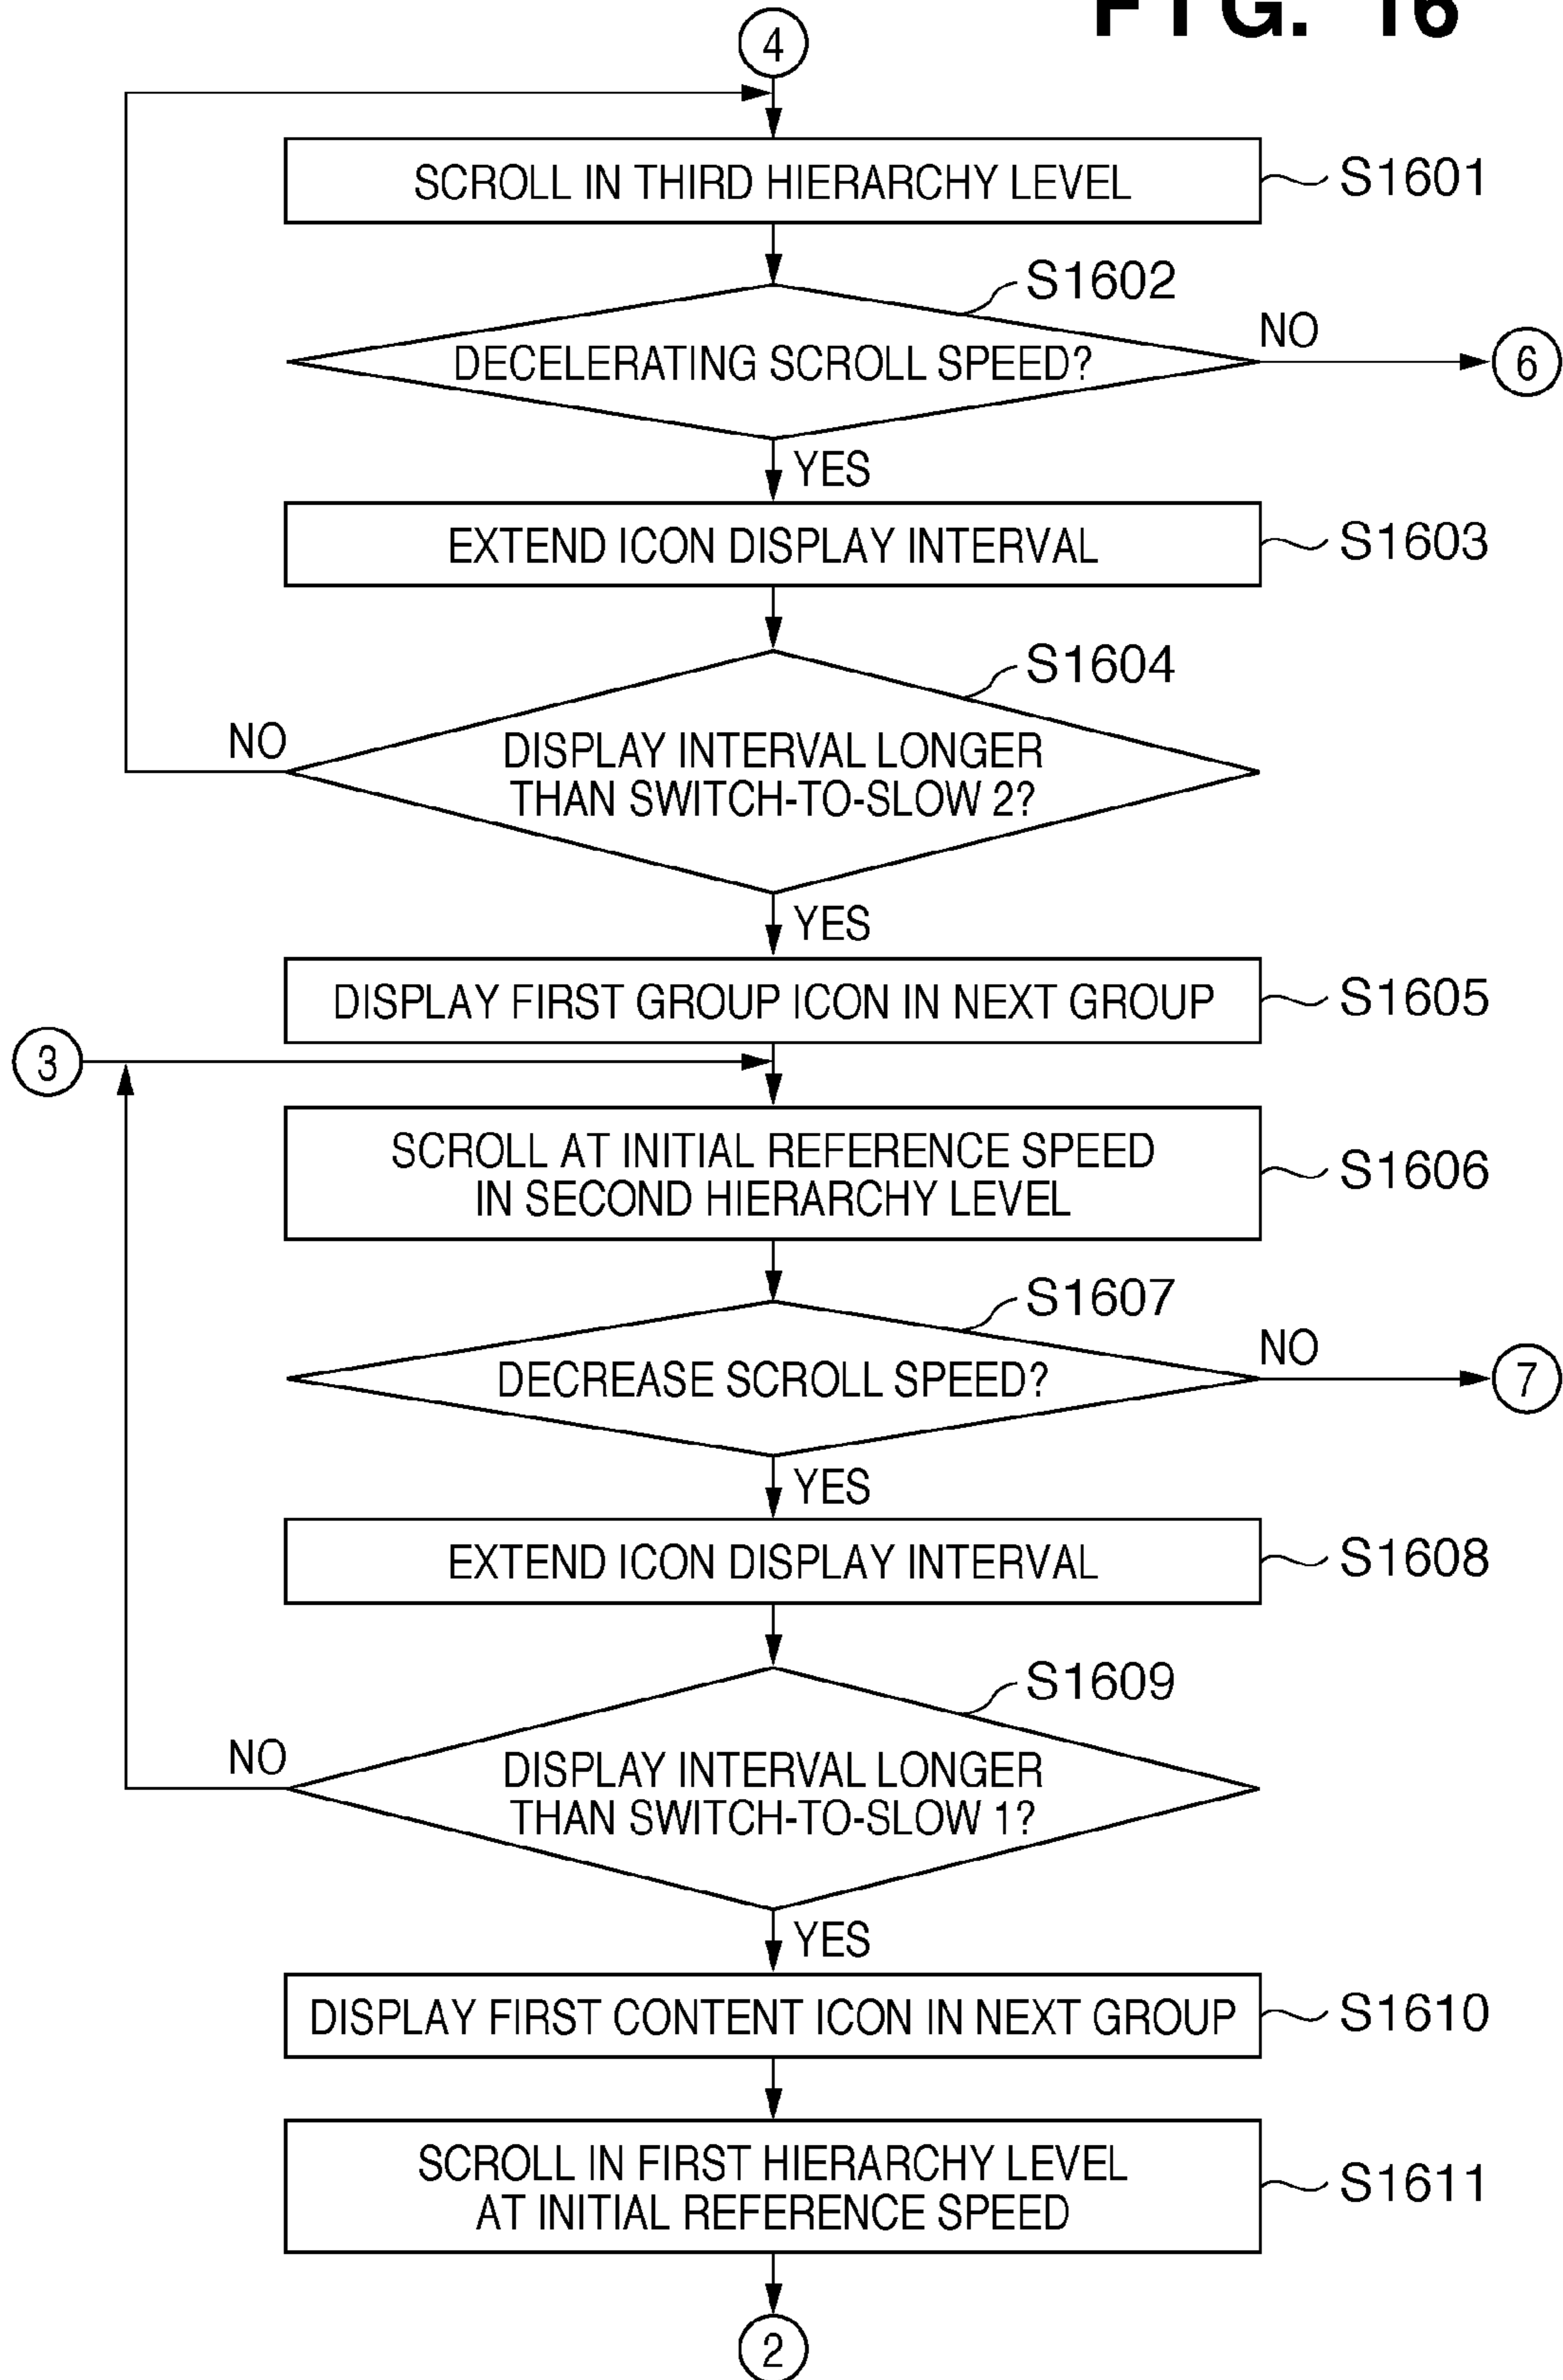 FIG. 16
4
SCROLL IN THIRD HIERARCHY LEVEL
S1601
S1602
DECELERATING SCROLL SPEED?
NO
6
YES
EXTEND ICON DISPLAY INTERVAL
S1603
S1604
NO
DISPLAY INTERVAL LONGER
THAN SWITCH-TO-SLOW 2?
YES
DISPLAY FIRST GROUP ICON IN NEXT GROUP
S1605
3
SCROLL AT INITIAL REFERENCE SPEED
IN SECOND HIERARCHY LEVEL
S1606
S1607
DECREASE SCROLL SPEED?
NO
7
YES
EXTEND ICON DISPLAY INTERVAL
S1608
S1609
NO
DISPLAY INTERVAL LONGER
THAN SWITCH-TO-SLOW 1?
YES
DISPLAY FIRST CONTENT ICON IN NEXT GROUP
S1610
SCROLL IN FIRST HIERARCHY LEVEL
AT INITIAL REFERENCE SPEED
S1611
2